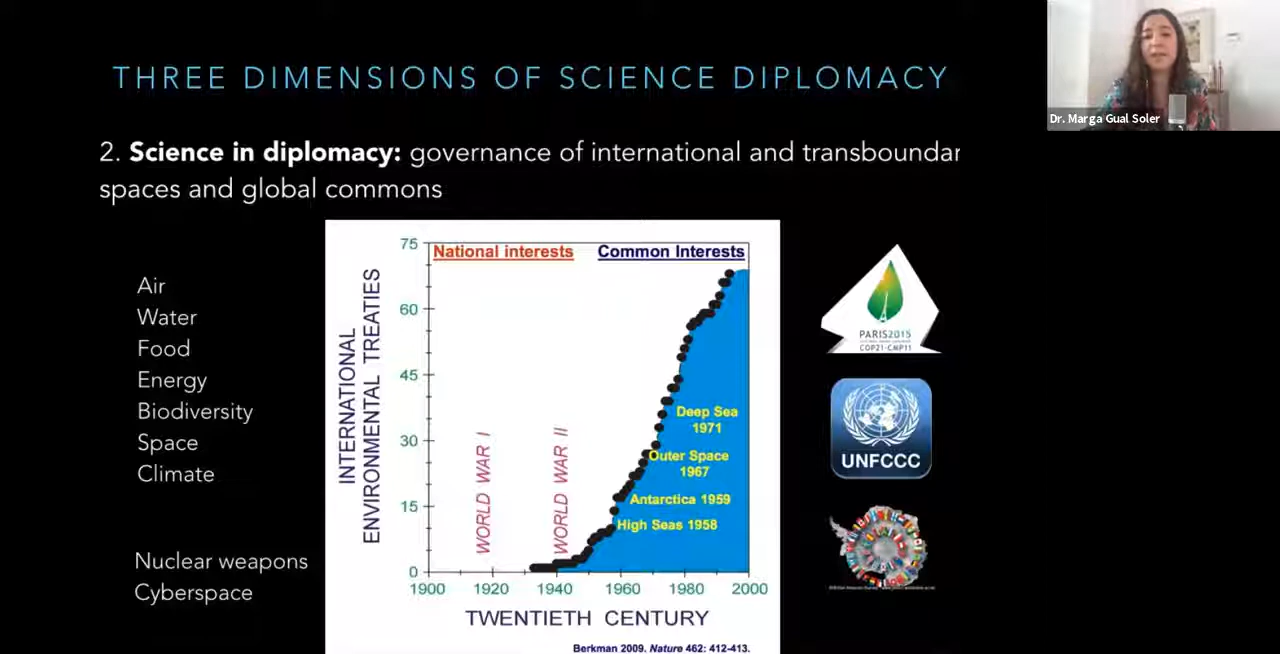 THREE DIMENSIONS OF SCIENCE DIPLOMACY
Dr. Marga Gual Soler
2. Science in diplomacy: governance of international and transboundar
spaces and global commons
Air
Water
Food
Energy
Biodiversity
Space
Climate
Nuclear weapons
Cyberspace
INTERNATIONAL
ENVIRONMENTAL TREATIES
75
60
45
30
15
0
National interests
Common Interests
WORLD WAR I
WORLD WAR II
Deep Sea
1971
Outer Space
1967
Antarctica 1959
High Seas 1958
1900
1920
1940
1960
1980
2000
TWENTIETH CENTURY
Berkman 2009. Nature 462: 412-413.
PARIS2015
COP21·CMP11
UNFCCC